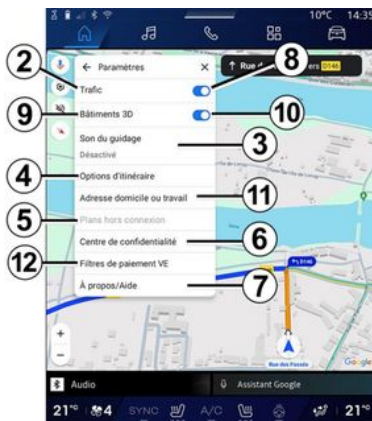 10°C 14:35
← Paramètres ×
↑ Rue d ers D146
2
8
Trafic
9
Bâtiments 3D
10
Son du guidage
Désactivé
3
4
Options d'itinéraire
Adresse domicile ou travail
11
5
Plans hors connexion
Centre de confidentialité
6
12
Filtres de paiement VE
À propos/Aide
7
D146
+
−
Rue des Fossés
Google
Audio
Assistant Google
21°C 4 SYNC A/C 21°C